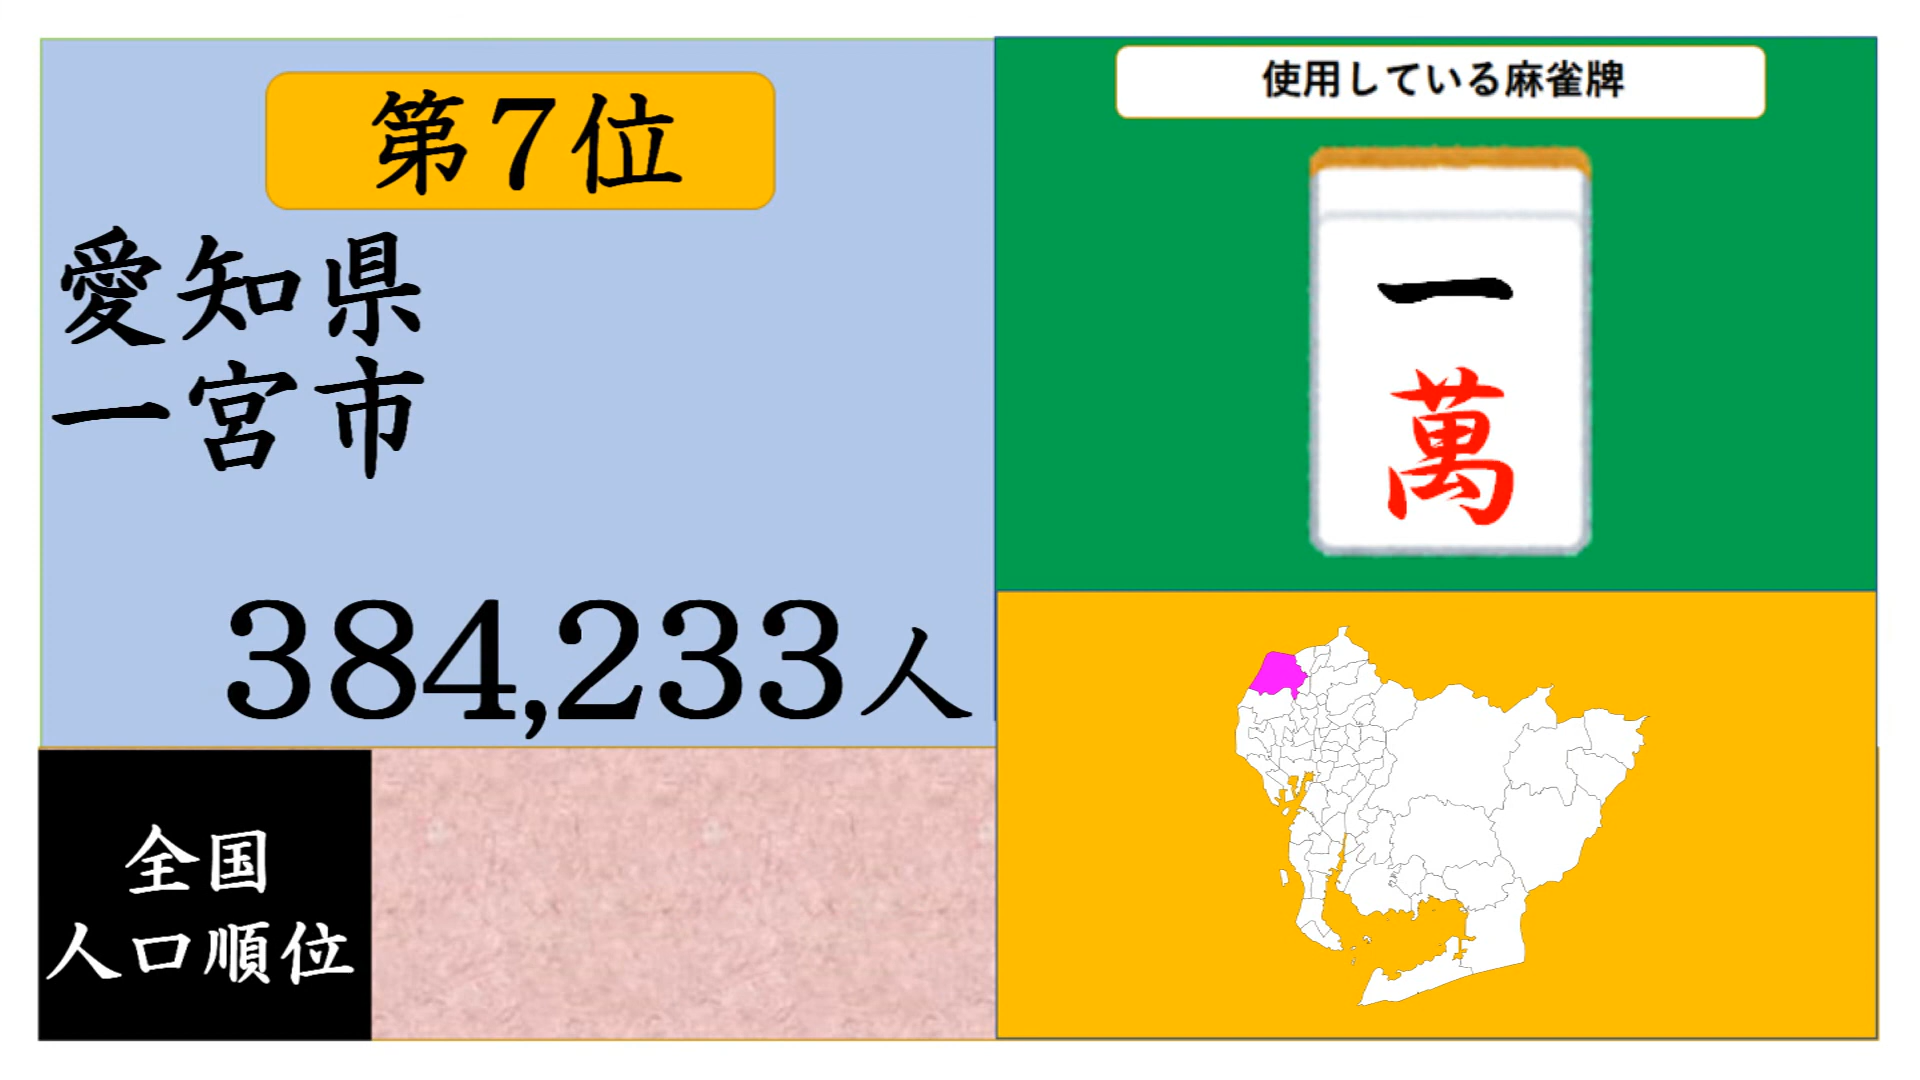 第7位
愛知県
一宮市
384,233人
全国
人口順位
使用している麻雀牌
一
萬